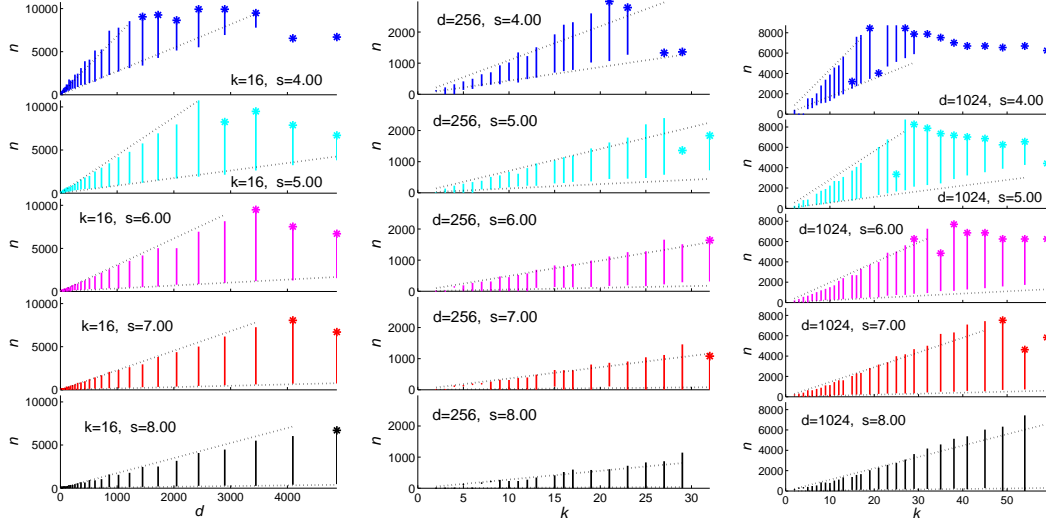 10000
5000
0
n
k=16, s=4.00
10000
5000
0
n
k=16, s=5.00
10000
5000
0
n
k=16, s=6.00
10000
5000
0
n
k=16, s=7.00
10000
5000
0
n
k=16, s=8.00
0 1000 2000 3000 4000
d
2000
1000
0
n
d=256, s=4.00
2000
1000
0
n
d=256, s=5.00
2000
1000
0
n
d=256, s=6.00
2000
1000
0
n
d=256, s=7.00
2000
1000
0
n
d=256, s=8.00
0 5 10 15 20 25 30
k
8000
6000
4000
2000
0
n
d=1024, s=4.00
8000
6000
4000
2000
0
n
d=1024, s=5.00
8000
6000
4000
2000
0
n
d=1024, s=6.00
8000
6000
4000
2000
0
n
d=1024, s=7.00
8000
6000
4000
2000
0
n
d=1024, s=8.00
0 10 20 30 40 50
k